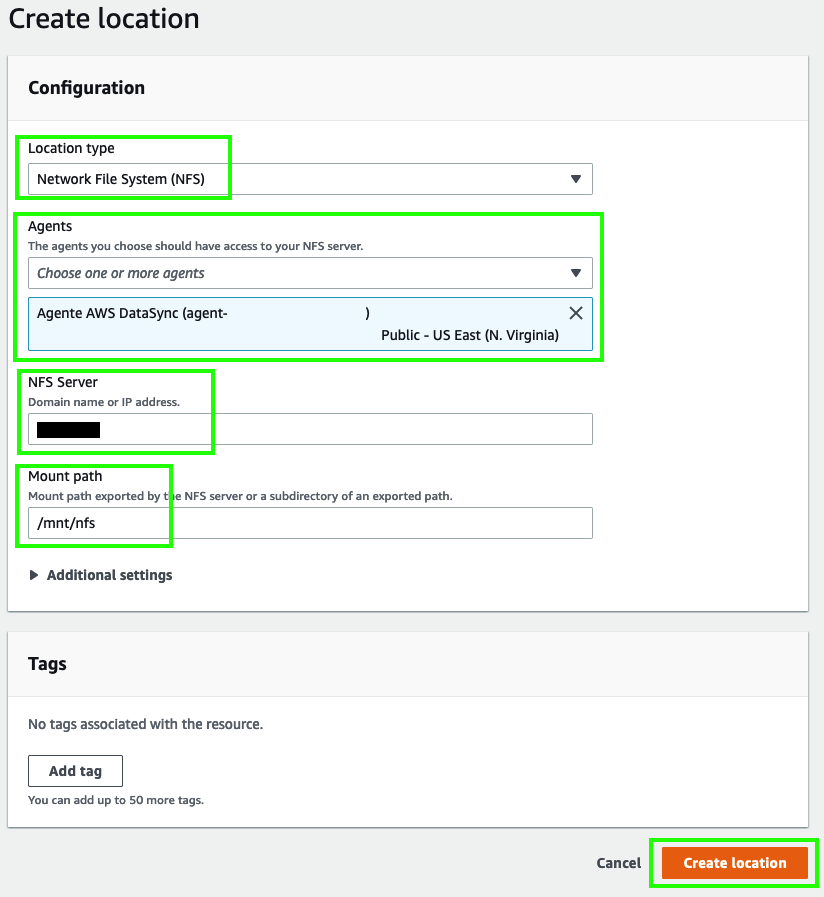 Create location
Configuration
Location type
Network File System (NFS)
Agents
The agents you choose should have access to your NFS server.
Choose one or more agents
Agente AWS DataSync (agent- )
Public - US East (N. Virginia)
NFS Server
Domain name or IP address.
Mount path
Mount path exported by the NFS server or a subdirectory of an exported path.
/mnt/nfs
Additional settings
Tags
No tags associated with the resource.
Add tag
You can add up to 50 more tags.
Cancel
Create location